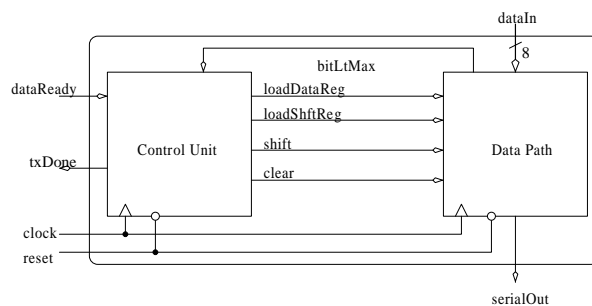 dataIn
8
bitLtMax
dataReady
loadDataReg
loadShftReg
Control Unit
shift
Data Path
txDone
clear
clock
reset
serialOut